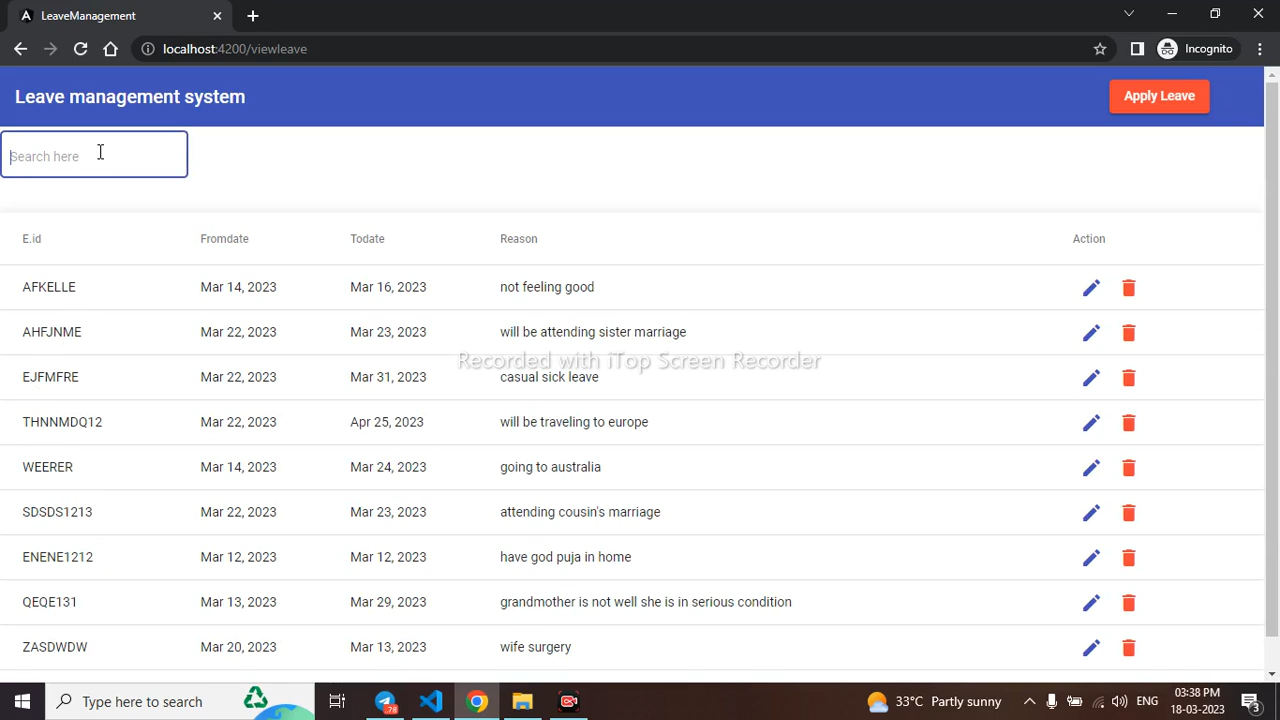 LeaveManagement
localhost:4200/viewleave
Incognito
Leave management system
Apply Leave
Search here
E.id Fromdate Todate Reason Action
AFKELLE Mar 14, 2023 Mar 16, 2023 not feeling good
AHFJNME Mar 22, 2023 Mar 23, 2023 will be attending sister marriage
Recorded with iTop Screen Recorder
EJFMFRE Mar 22, 2023 Mar 31, 2023 casual sick leave
THNNMDQ12 Mar 22, 2023 Apr 25, 2023 will be traveling to europe
WEERER Mar 14, 2023 Mar 24, 2023 going to australia
SDSDS1213 Mar 22, 2023 Mar 23, 2023 attending cousin's marriage
ENENE1212 Mar 12, 2023 Mar 12, 2023 have god puja in home
QEQE131 Mar 13, 2023 Mar 29, 2023 grandmother is not well she is in serious condition
ZASDWDW Mar 20, 2023 Mar 13, 2023 wife surgery
Type here to search
78
33°C Partly sunny
ENG
03:38 PM
18-03-2023
3